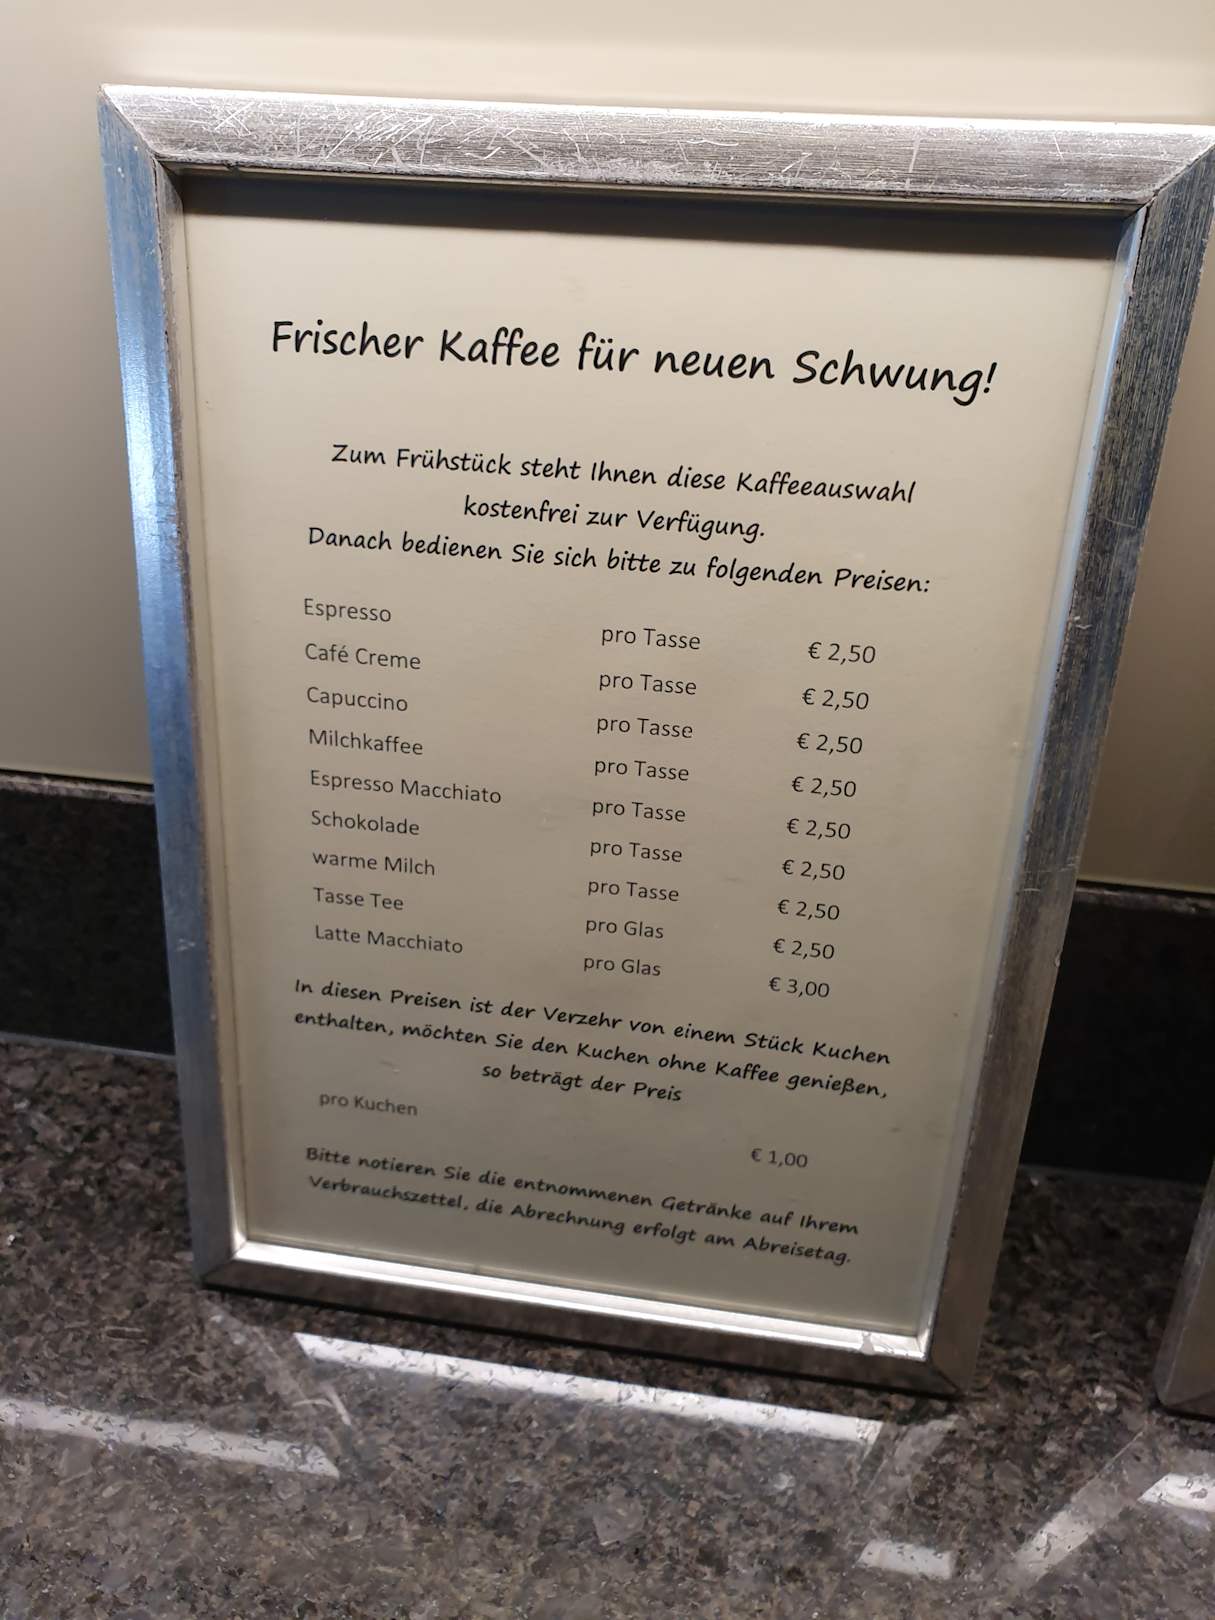 Frischer Kaffee für neuen Schwung!
Zum Frühstück steht Ihnen diese Kaffeeauswahl
kostenfrei zur Verfügung.
Danach bedienen Sie sich bitte zu folgenden Preisen:
Espresso pro Tasse € 2,50
Café Creme pro Tasse € 2,50
Capuccino pro Tasse € 2,50
Milchkaffee pro Tasse € 2,50
Espresso Macchiato pro Tasse € 2,50
Schokolade pro Tasse € 2,50
warme Milch pro Tasse € 2,50
Tasse Tee pro Glas € 2,50
Latte Macchiato pro Glas € 3,00
In diesen Preisen ist der Verzehr von einem Stück Kuchen
enthalten, möchten Sie den Kuchen ohne Kaffee genießen,
so beträgt der Preis
pro Kuchen € 1,00
Bitte notieren Sie die entnommenen Getränke auf Ihrem
Verbrauchszettel, die Abrechnung erfolgt am Abreisetag.